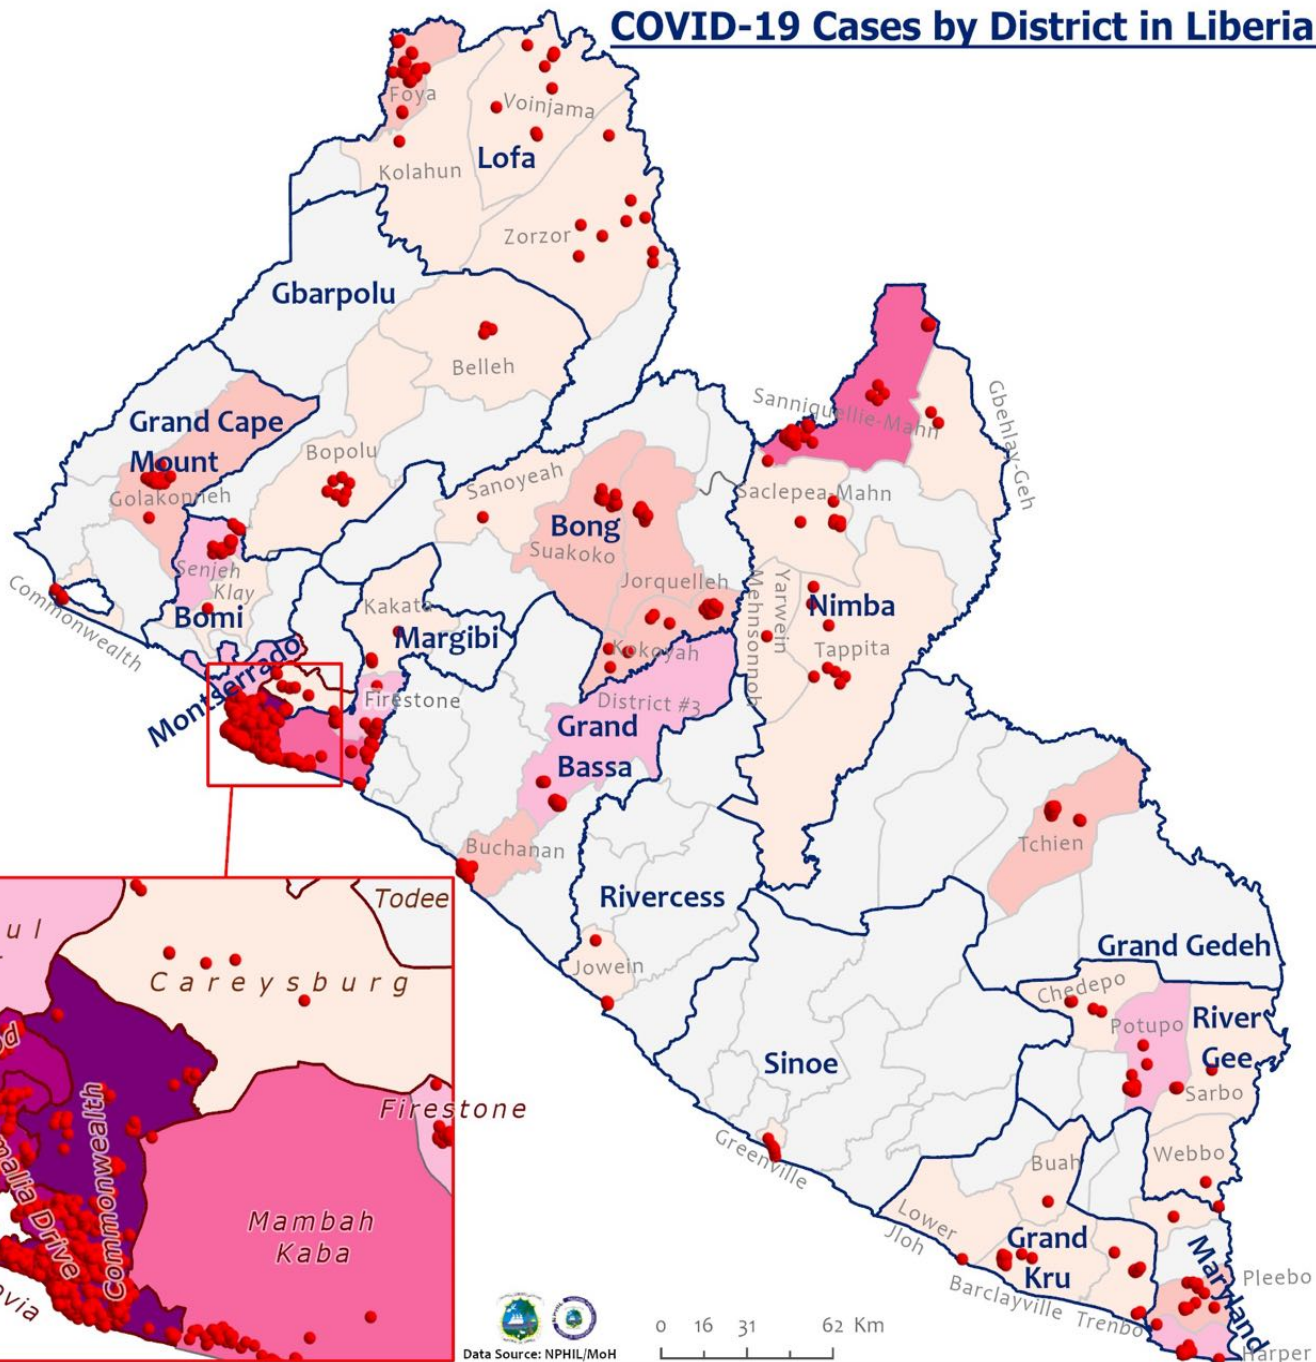 COVID-19 Cases by District in Liberia
Foya
Voinjama
Lofa
Kolahun
Zorzor
Gbarpolu
Belleh
Sanniquellie-Mahn
Gbehlay-Geh
Grand Cape
Mount
Bopolu
Golakonneh
Sanoyeah
Saclepea-Mahn
Bong
Suakoko
Senjeh
Klay
Jorquelleh
Commonwealth
Bomi
Kakata
Margibi
Yarwein
Mehnsonnoh
Nimba
Kokoyah
Tappita
Montserrado
Firestone
District #3
Grand
Bassa
Buchanan
Tchien
Rivercess
Jowein
Grand Gedeh
Chedepo
Potupo
River
Gee
Sarbo
Sinoe
Greenville
Buah
Webbo
Lower
Jloh
Grand
Kru
Barclayville
Trenbo
Maryland
Pleebo
Harper
Todee
Careysburg
Firestone
Commonwealth
Drive
Mambah
Kaba
0 16 31 62 Km
Data Source: NPHIL/MoH